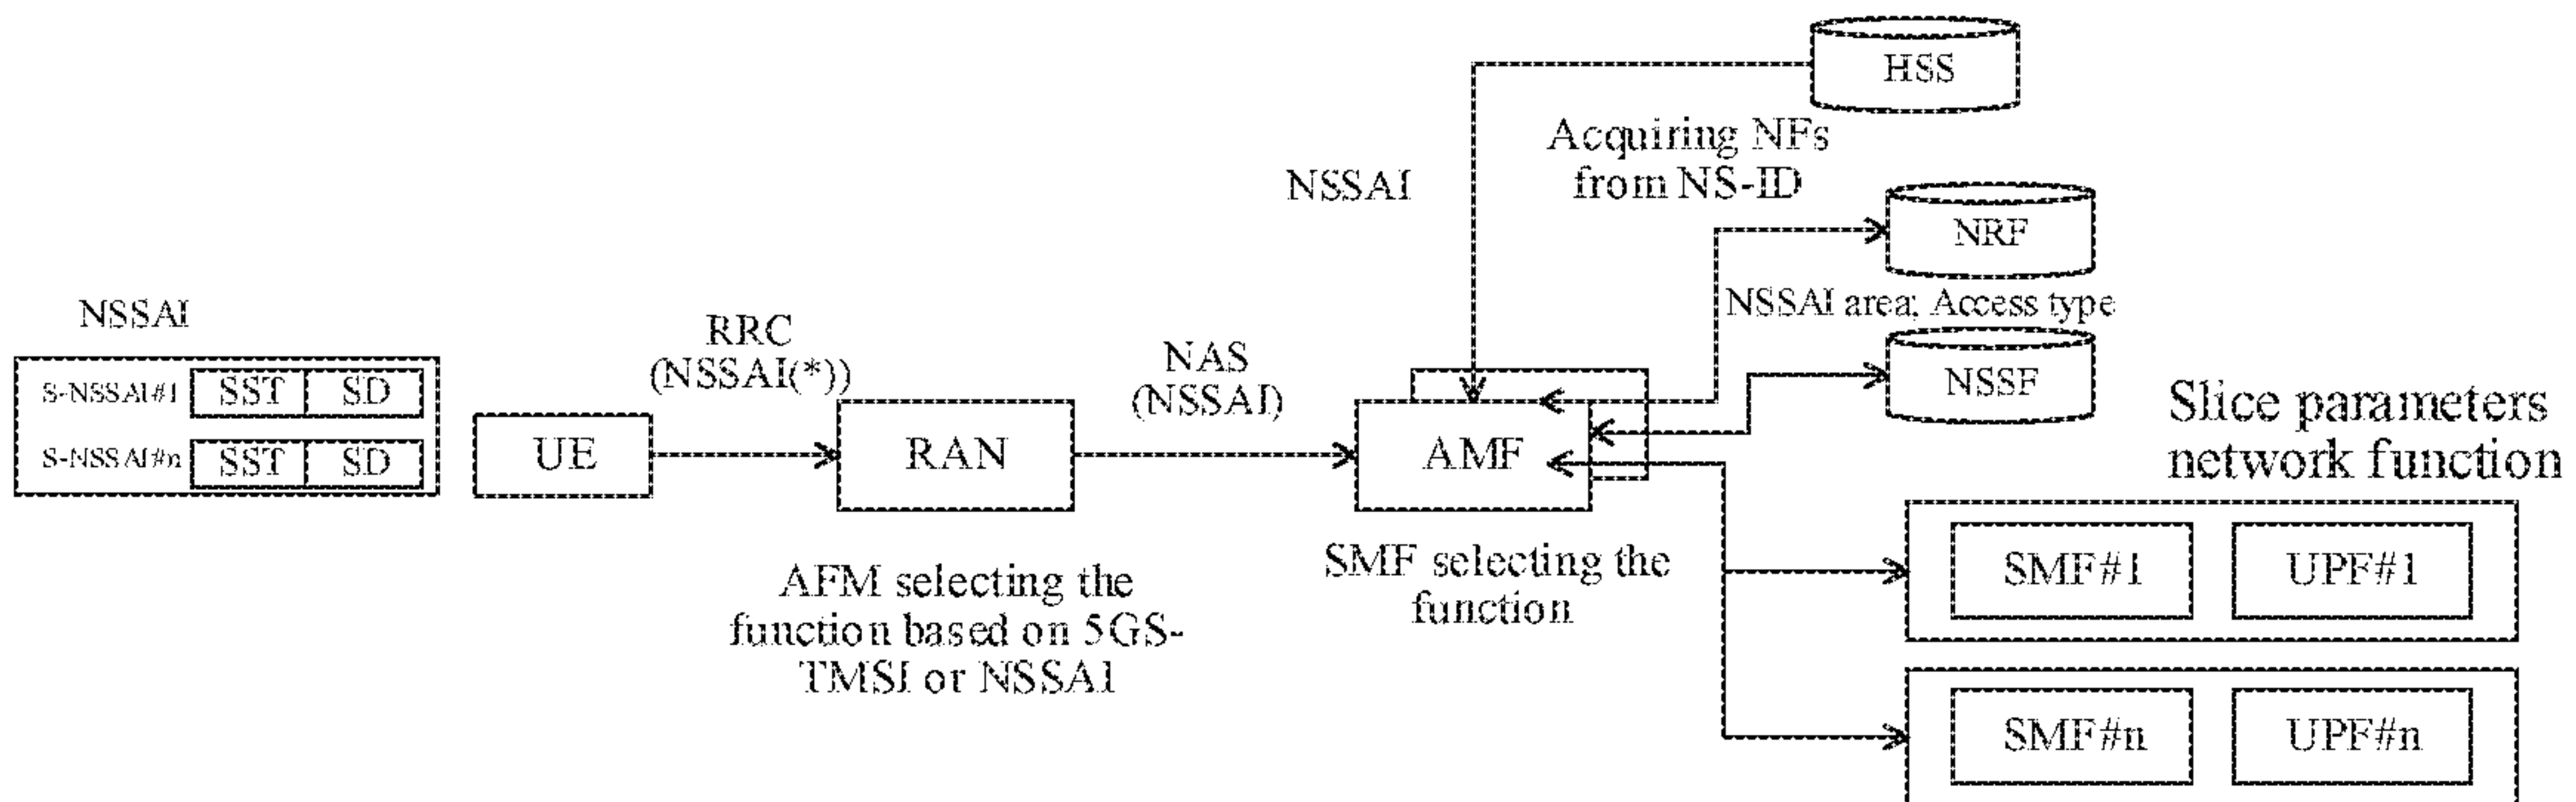 NSSAI
S-NSSAI#1 SST SD
S-NSSAI#n SST SD
UE
RRC
(NSSAI(*))
RAN
AFM selecting the
function based on 5GS-
TMSI or NSSAI
NAS
(NSSAI)
AMF
SMF selecting the
function
NSSAI
Acquiring NFs
from NS-ID
HSS
NRF
NSSAI area; Access type
NSSF
Slice parameters
network function
SMF#1 UPF#1
SMF#n UPF#n